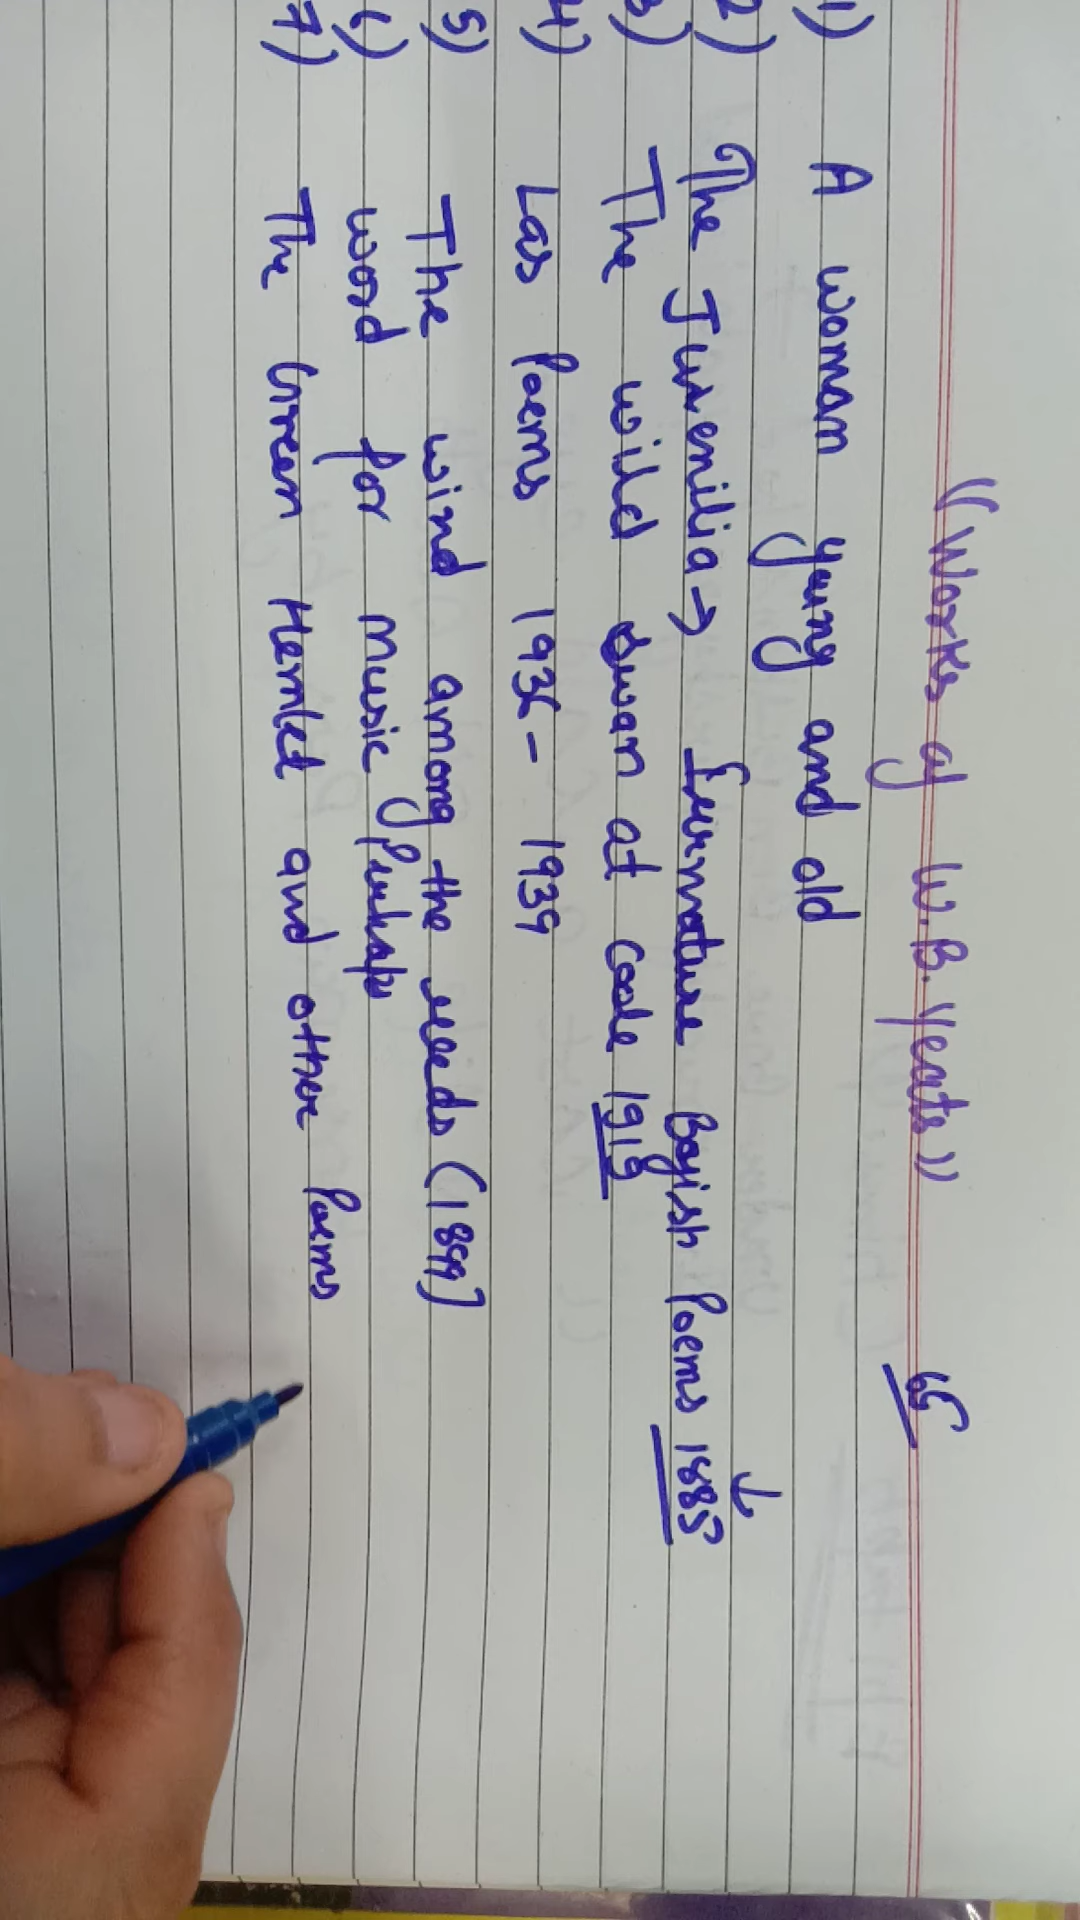 ((Works of W.B. Yeats)) 65
1) A woman young and old
2) The Juvenilia → Immature Boyish Poems 1885
3) The wild swan at Coole 1919
4) Las Poems 1936 - 1939
5) The wind among the reeds (1899)
6) word for music Perhaps
7) The Green Hemlet and other Poems